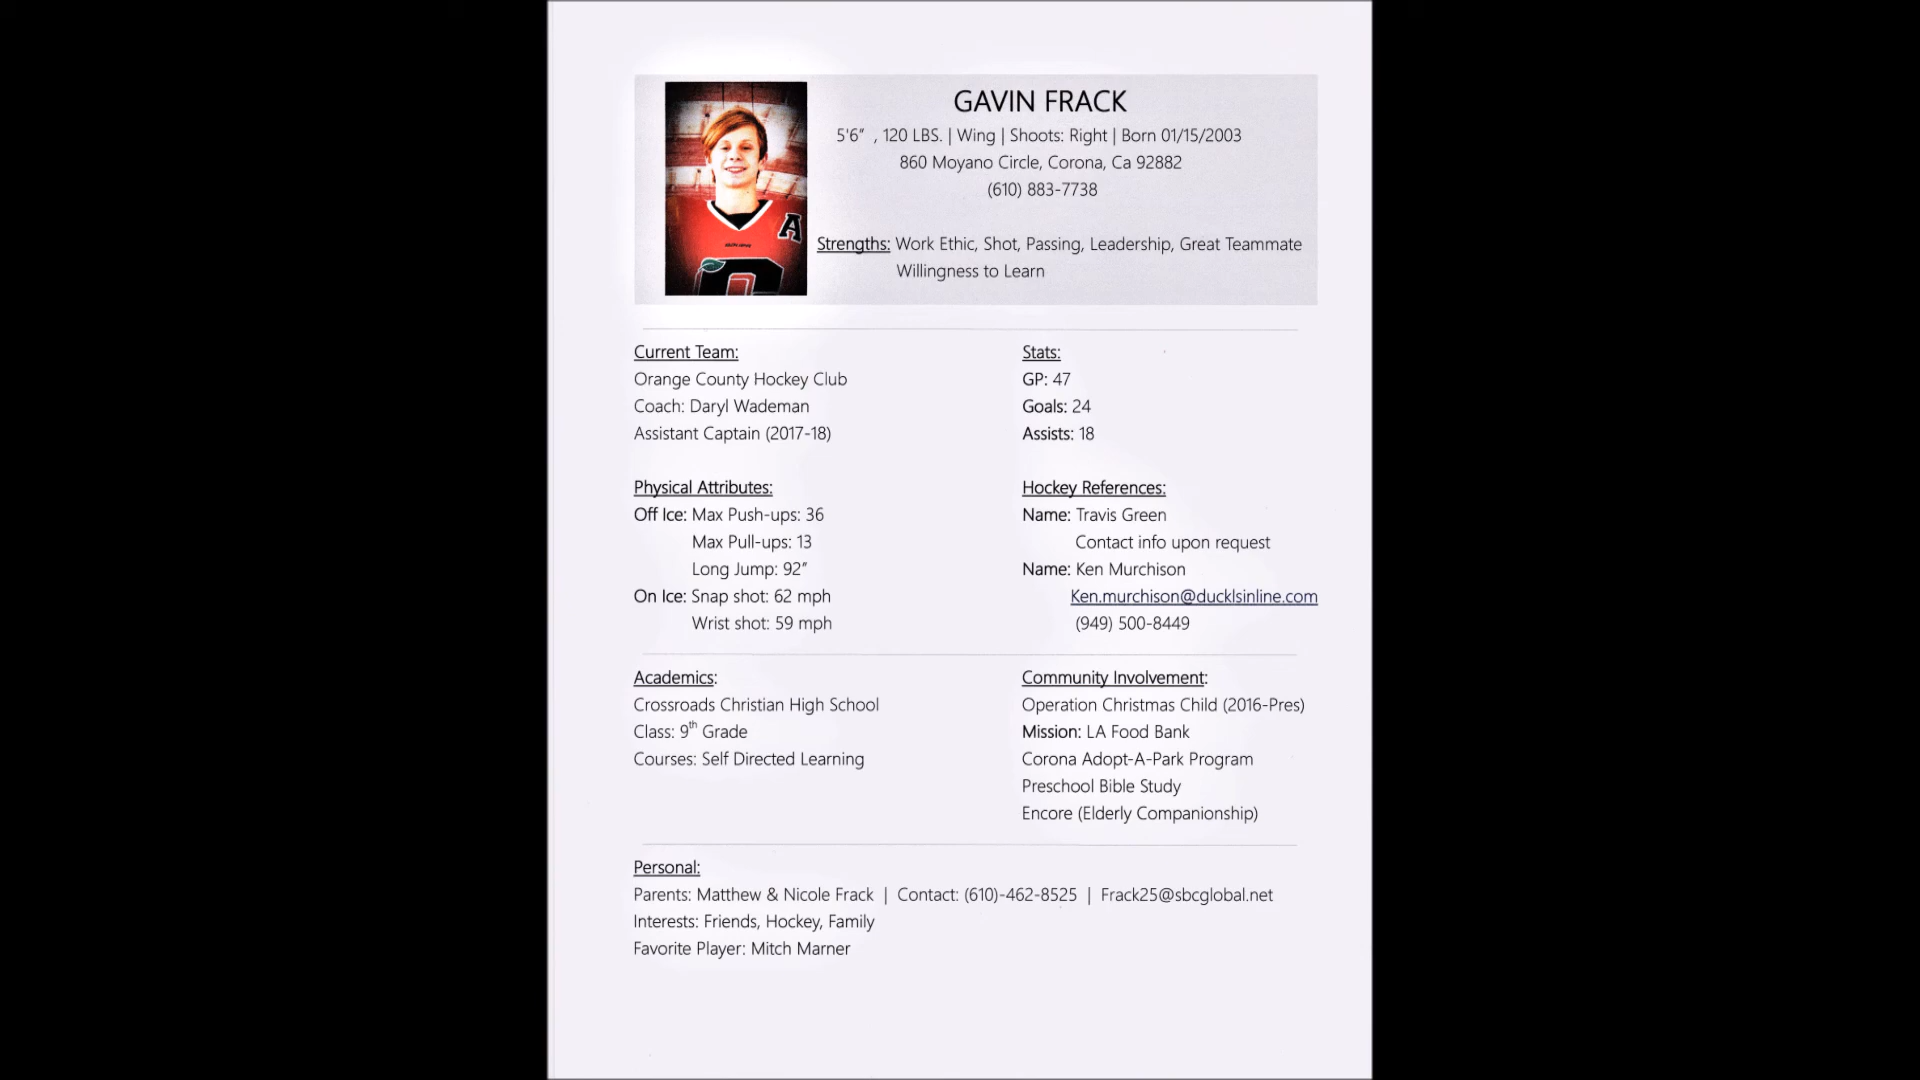 GAVIN FRACK
5'6” , 120 LBS. | Wing | Shoots: Right | Born 01/15/2003
860 Moyano Circle, Corona, Ca 92882
(610) 883-7738
Strengths: Work Ethic, Shot, Passing, Leadership, Great Teammate
Willingness to Learn
A
Current Team:
Orange County Hockey Club
Coach: Daryl Wademan
Assistant Captain (2017-18)
Stats:
GP: 47
Goals: 24
Assists: 18
Physical Attributes:
Off Ice: Max Push-ups: 36
Max Pull-ups: 13
Long Jump: 92”
On Ice: Snap shot: 62 mph
Wrist shot: 59 mph
Hockey References:
Name: Travis Green
Contact info upon request
Name: Ken Murchison
Ken.murchison@ducklsinline.com
(949) 500-8449
Academics:
Crossroads Christian High School
Class: 9th Grade
Courses: Self Directed Learning
Community Involvement:
Operation Christmas Child (2016-Pres)
Mission: LA Food Bank
Corona Adopt-A-Park Program
Preschool Bible Study
Encore (Elderly Companionship)
Personal:
Parents: Matthew & Nicole Frack | Contact: (610)-462-8525 | Frack25@sbcglobal.net
Interests: Friends, Hockey, Family
Favorite Player: Mitch Marner